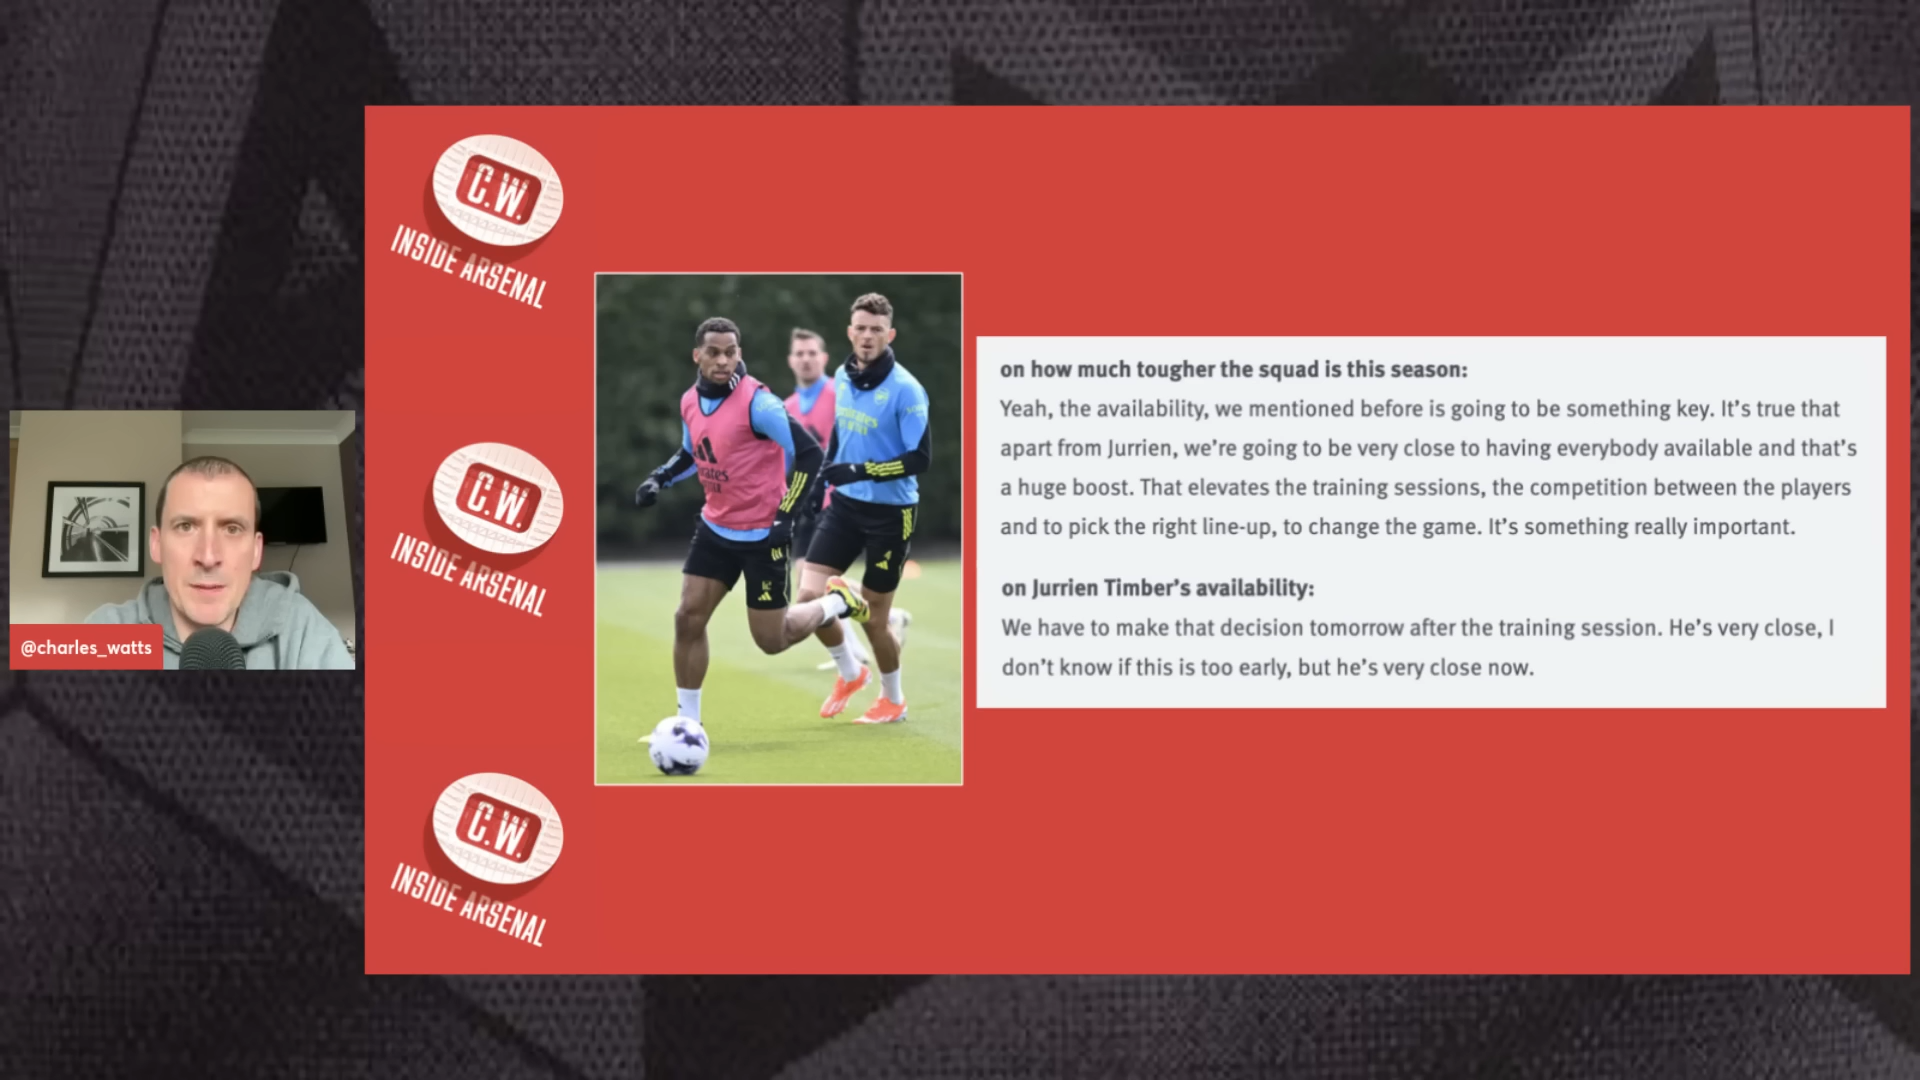 C.W.
INSIDE ARSENAL
C.W.
INSIDE ARSENAL
C.W.
INSIDE ARSENAL
@charles_watts
on how much tougher the squad is this season:
Yeah, the availability, we mentioned before is going to be something key. It's true that
apart from Jurrien, we're going to be very close to having everybody available and that's
a huge boost. That elevates the training sessions, the competition between the players
and to pick the right line-up, to change the game. It's something really important.
on Jurrien Timber's availability:
We have to make that decision tomorrow after the training session. He's very close, I
don't know if this is too early, but he's very close now.